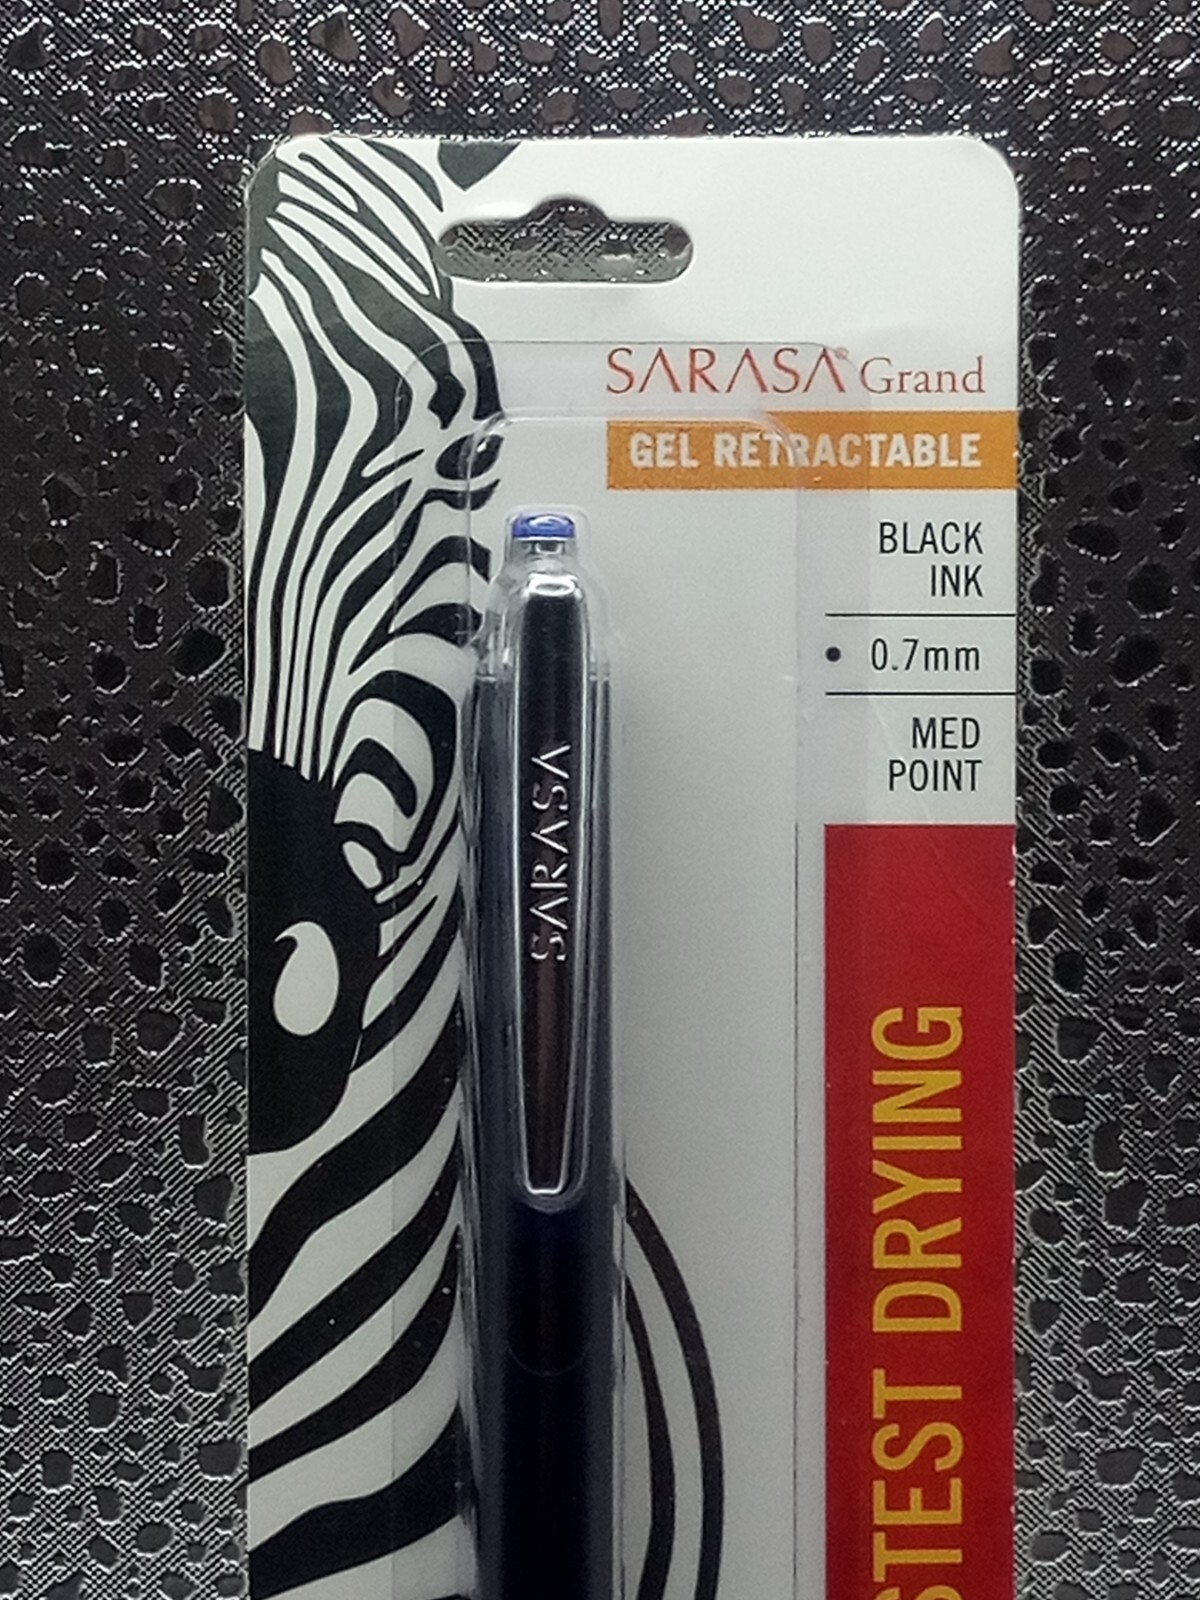 SARASA® Grand
GEL RETRACTABLE
BLACK
INK
• 0.7mm
MED
POINT
SARASA
DRYING